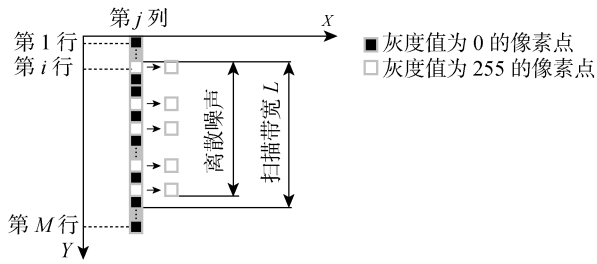 第 j 列
X
第 1 行
第 i 行
灰度值为 0 的像素点
灰度值为 255 的像素点
离散噪声
扫描带宽 L
第 M 行
Y